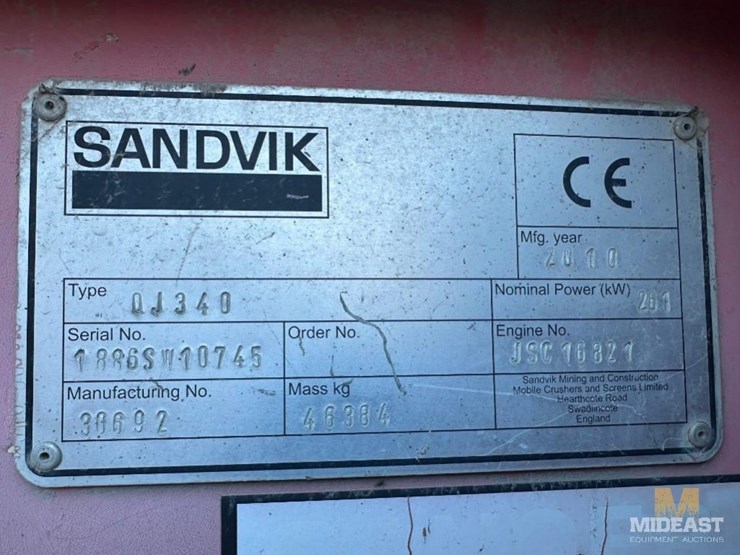 SANDVIK
CE
Mfg. year
2010
Type QJ340
Nominal Power (kW) 261
Serial No. Order No. Engine No.
1886SW10745 JSC16821
Manufacturing No. Mass kg
30692 46384
Sandvik Mining and Construction
Mobile Crushers and Screens Limited
Hearthcote Road
Swadlincote
England
M
MIDEAST
EQUIPMENT AUCTIONS